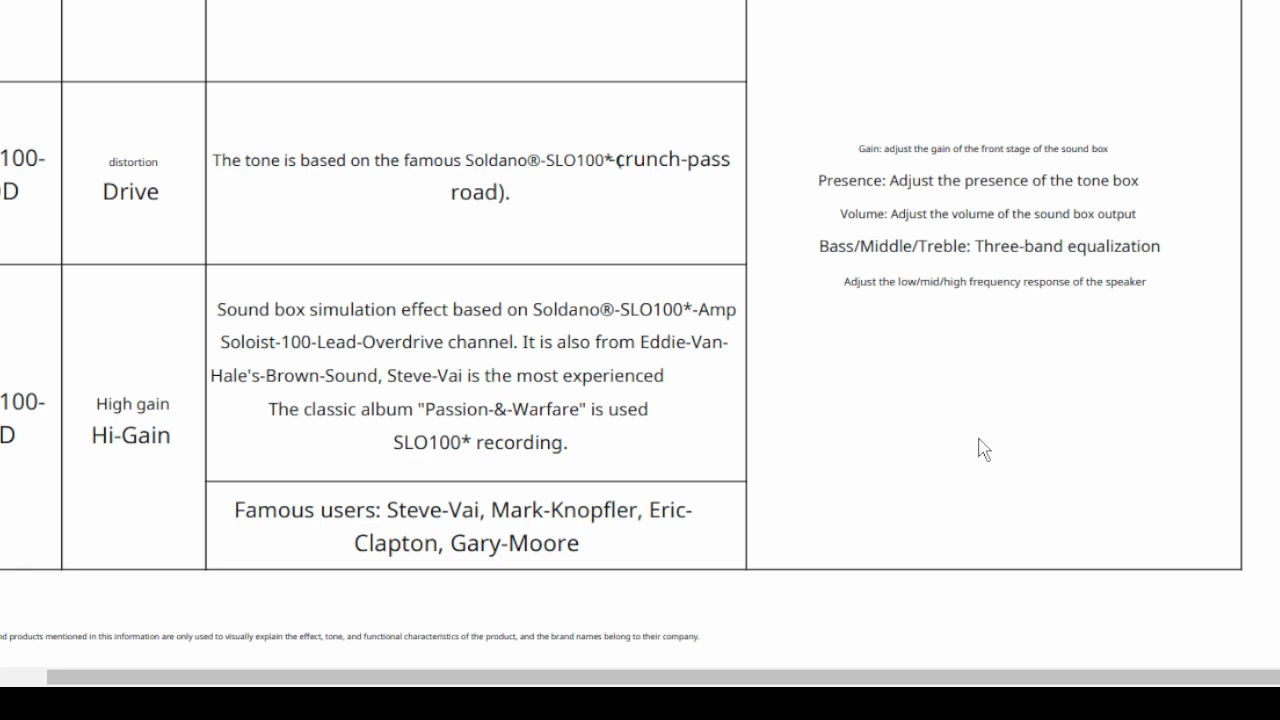 100-
D
distortion
Drive
The tone is based on the famous Soldano®-SLO100*-(crunch-pass
road).
Gain: adjust the gain of the front stage of the sound box
Presence: Adjust the presence of the tone box
Volume: Adjust the volume of the sound box output
Bass/Middle/Treble: Three-band equalization
Adjust the low/mid/high frequency response of the speaker
100-
D
High gain
Hi-Gain
Sound box simulation effect based on Soldano®-SLO100*-Amp
Soloist-100-Lead-Overdrive channel. It is also from Eddie-Van-
Hale's-Brown-Sound, Steve-Vai is the most experienced
The classic album "Passion-&-Warfare" is used
SLO100* recording.
Famous users: Steve-Vai, Mark-Knopfler, Eric-
Clapton, Gary-Moore
products mentioned in this information are only used to visually explain the effect, tone, and functional characteristics of the product, and the brand names belong to their company.